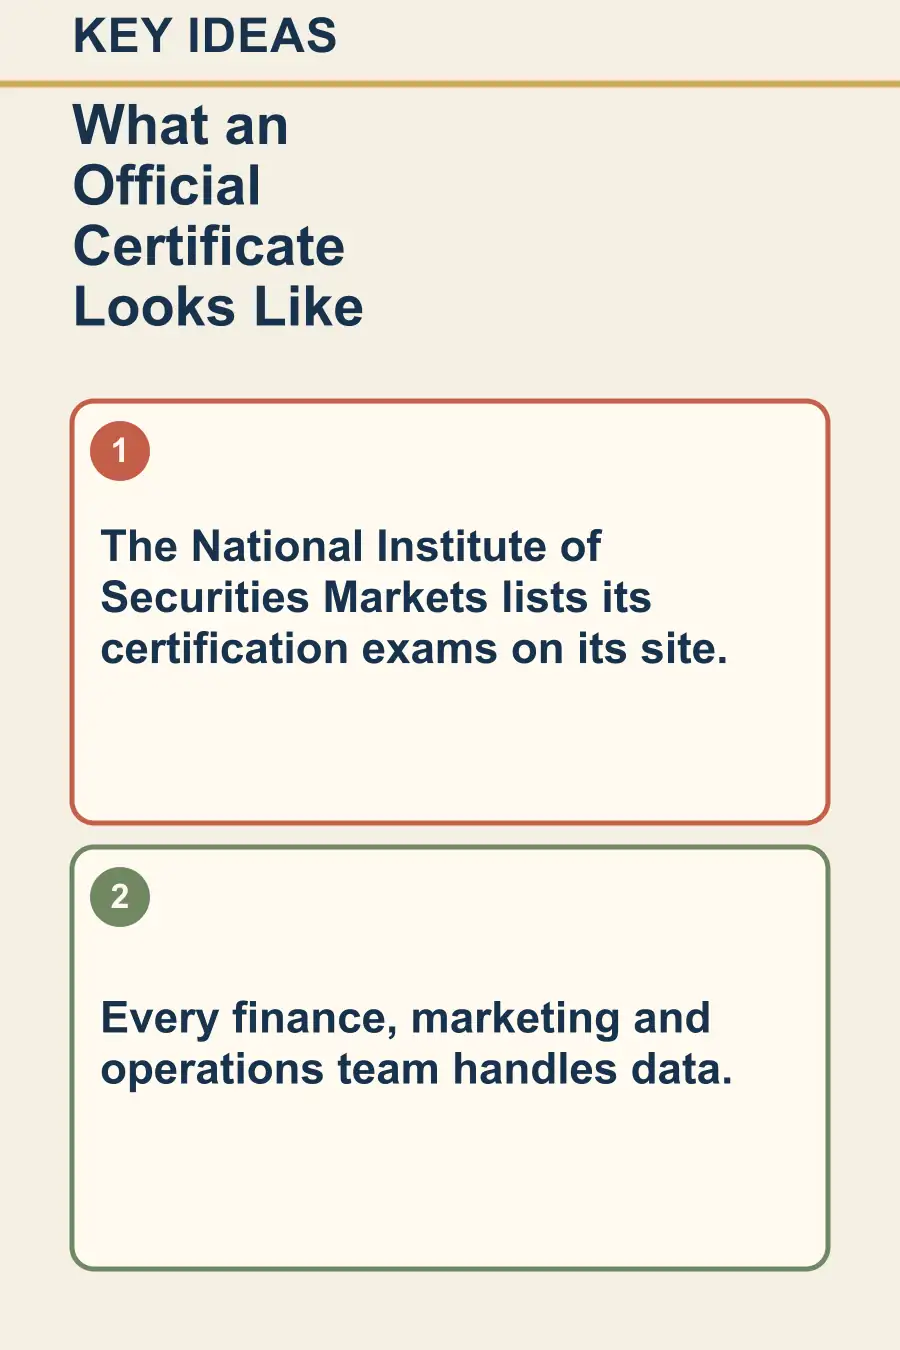 KEY IDEAS
What an
Official
Certificate
Looks Like
1
The National Institute of
Securities Markets lists its
certification exams on its site.
2
Every finance, marketing and
operations team handles data.